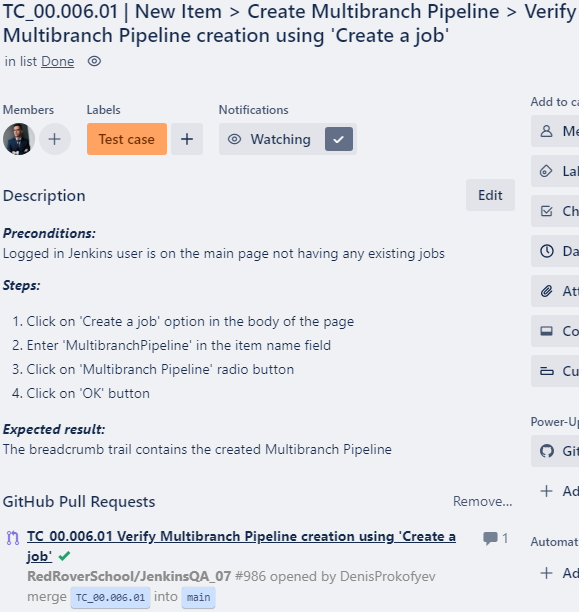 TC_00.006.01 | New Item > Create Multibranch Pipeline > Verify
Multibranch Pipeline creation using 'Create a job'
in list Done
Members
Labels
Notifications
Test case
Watching
Add to ca
Me
Lal
Ch
Da
Att
Co
Cu
Description
Edit
Preconditions:
Logged in Jenkins user is on the main page not having any existing jobs
Steps:
1. Click on 'Create a job' option in the body of the page
2. Enter 'MultibranchPipeline' in the item name field
3. Click on 'Multibranch Pipeline' radio button
4. Click on 'OK' button
Expected result:
The breadcrumb trail contains the created Multibranch Pipeline
Power-Up
Git
Ad
GitHub Pull Requests
Remove...
TC_00.006.01 Verify Multibranch Pipeline creation using 'Create a
job'
1
RedRoverSchool/JenkinsQA_07 #986 opened by DenisProkofyev
merge TC_00.006.01 into main
Automat
Ad